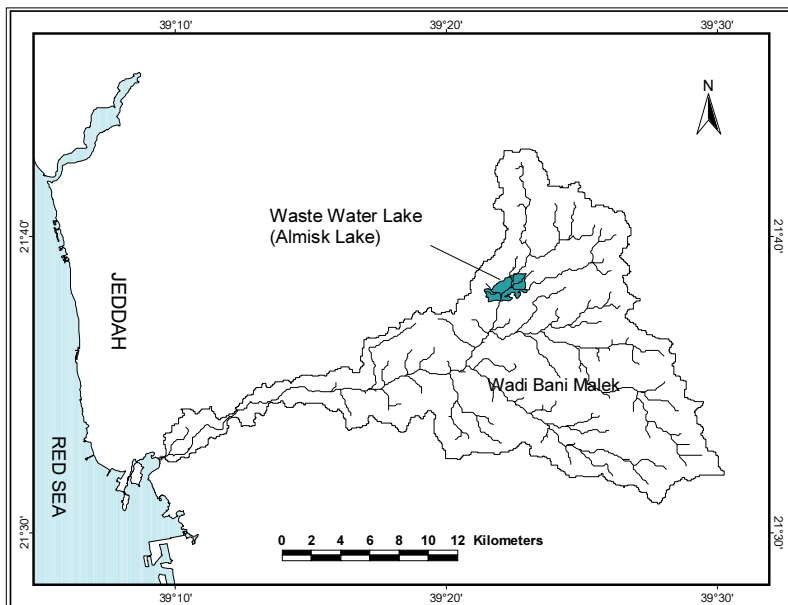 39°10'
39°20'
39°30'
N
21°40'
21°40'
Waste Water Lake
(Almisk Lake)
JEDDAH
Wadi Bani Malek
RED SEA
21°30'
21°30'
0 2 4 6 8 10 12 Kilometers
39°10'
39°20'
39°30'